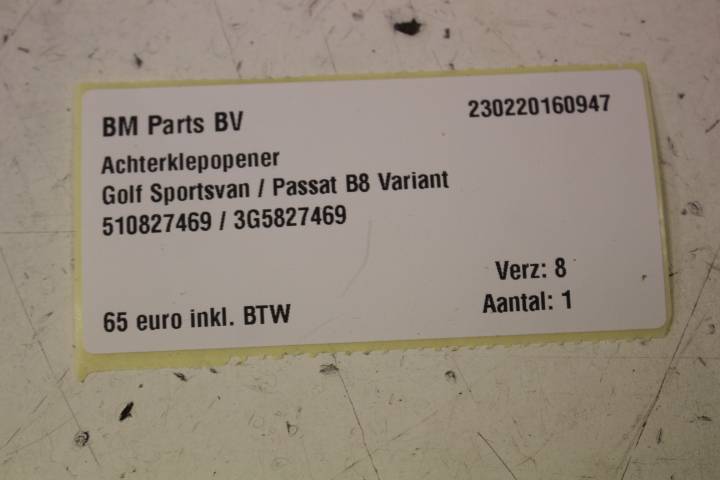 BM Parts BV
230220160947
Achterklepopener
Golf Sportsvan / Passat B8 Variant
510827469 / 3G5827469
Verz: 8
65 euro inkl. BTW
Aantal: 1